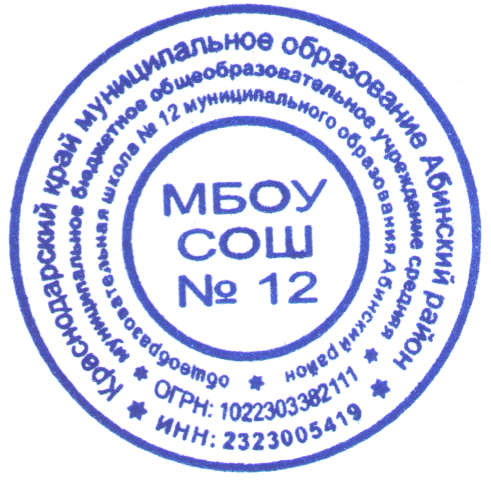 Краснодарский край муниципальное образование Абинский район
муниципальное бюджетное общеобразовательное учреждение средняя
общеобразовательная школа № 12 муниципального образования Абинский район
ОГРН: 1022303382111
ИНН: 2323005419
МБОУ
СОШ
№ 12